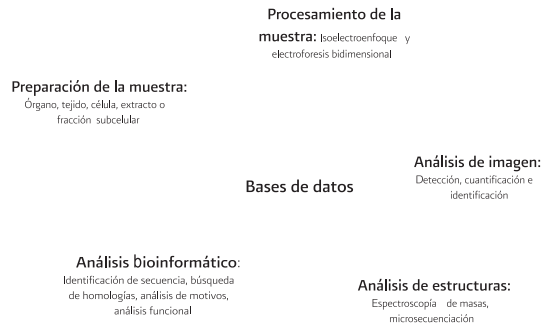 Procesamiento de la
muestra: Isoelectroenfoque y
electroforesis bidimensional
Preparación de la muestra:
Órgano, tejido, célula, extracto o
fracción subcelular
Análisis de imagen:
Detección, cuantificación e
identificación
Bases de datos
Análisis bioinformático:
Identificación de secuencia, búsqueda
de homologías, análisis de motivos,
análisis funcional
Análisis de estructuras:
Espectroscopía de masas,
microsecuenciación